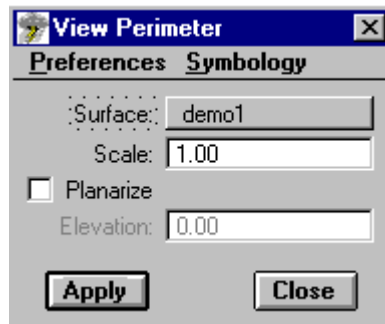 View Perimeter
Preferences Symbology
Surface: demo1
Scale: 1.00
Planarize
Elevation: 0.00
Apply Close